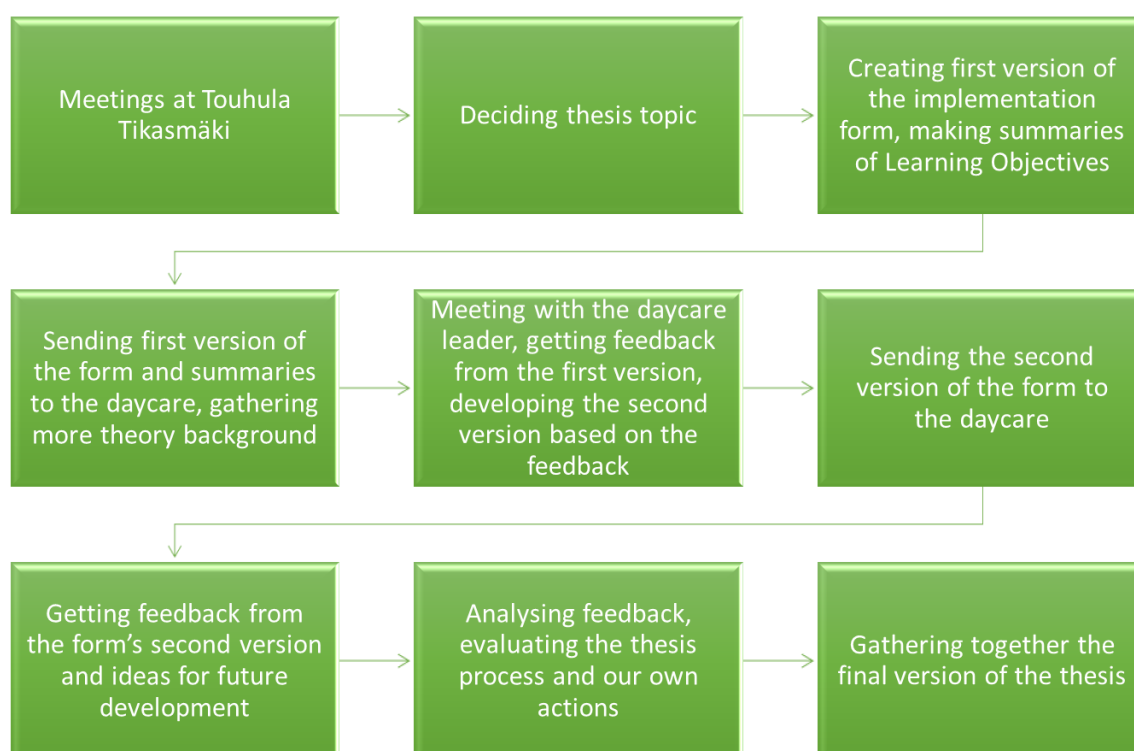 Meetings at Touhula
Tikasmäki
Deciding thesis topic
Creating first version of
the implementation
form, making summaries
of Learning Objectives
Sending first version of
the form and summaries
to the daycare, gathering
more theory background
Meeting with the daycare
leader, getting feedback
from the first version,
developing the second
version based on the
feedback
Sending the second
version of the form to
the daycare
Getting feedback from
the form’s second version
and ideas for future
development
Analysing feedback,
evaluating the thesis
process and our own
actions
Gathering together the
final version of the thesis